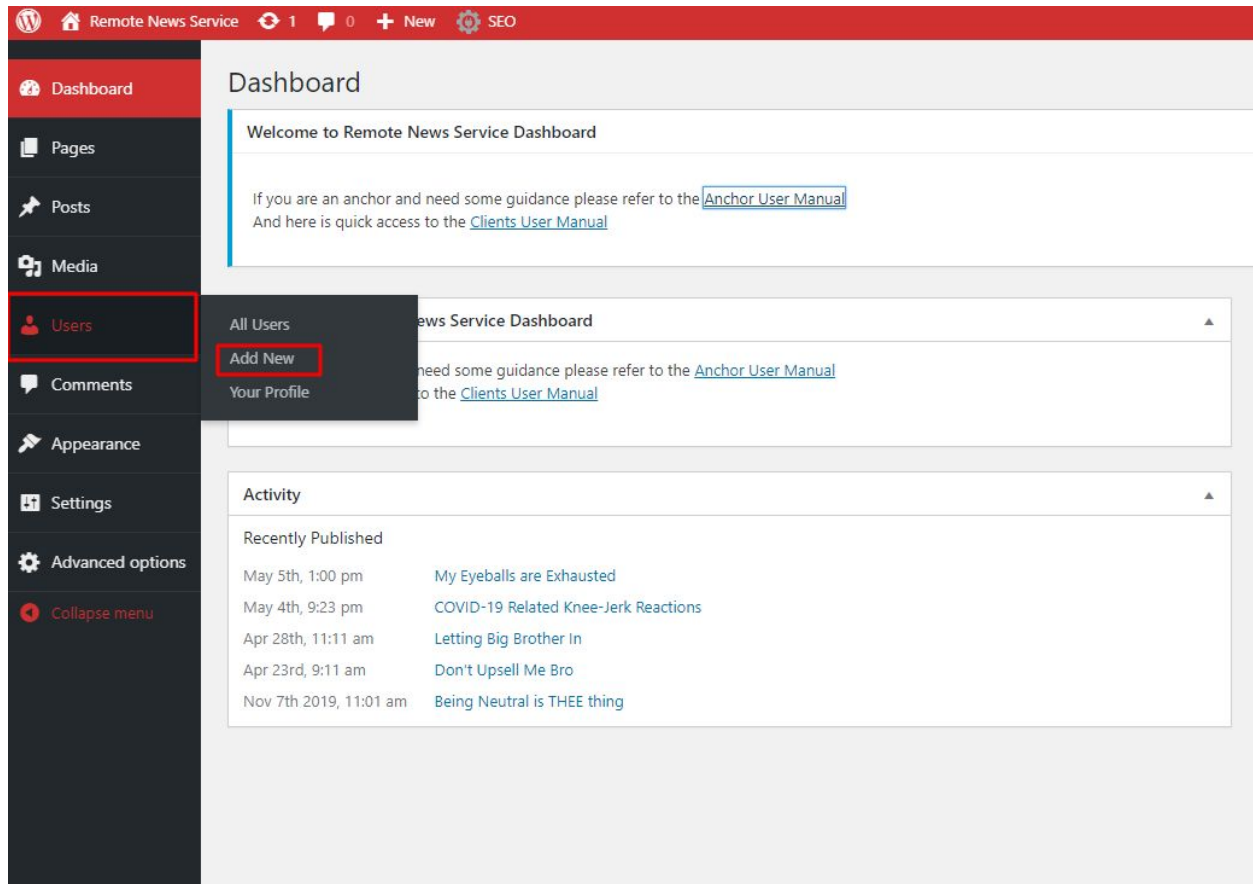 Remote News Service 1 0 New SEO
Dashboard
Pages
Posts
Media
Users
Comments
Appearance
Settings
Advanced options
Collapse menu
All Users
Add New
Your Profile
Dashboard
Welcome to Remote News Service Dashboard
If you are an anchor and need some guidance please refer to the Anchor User Manual
And here is quick access to the Clients User Manual
News Service Dashboard
need some guidance please refer to the Anchor User Manual
to the Clients User Manual
Activity
Recently Published
May 5th, 1:00 pm My Eyeballs are Exhausted
May 4th, 9:23 pm COVID-19 Related Knee-Jerk Reactions
Apr 28th, 11:11 am Letting Big Brother In
Apr 23rd, 9:11 am Don't Upsell Me Bro
Nov 7th 2019, 11:01 am Being Neutral is THEE thing